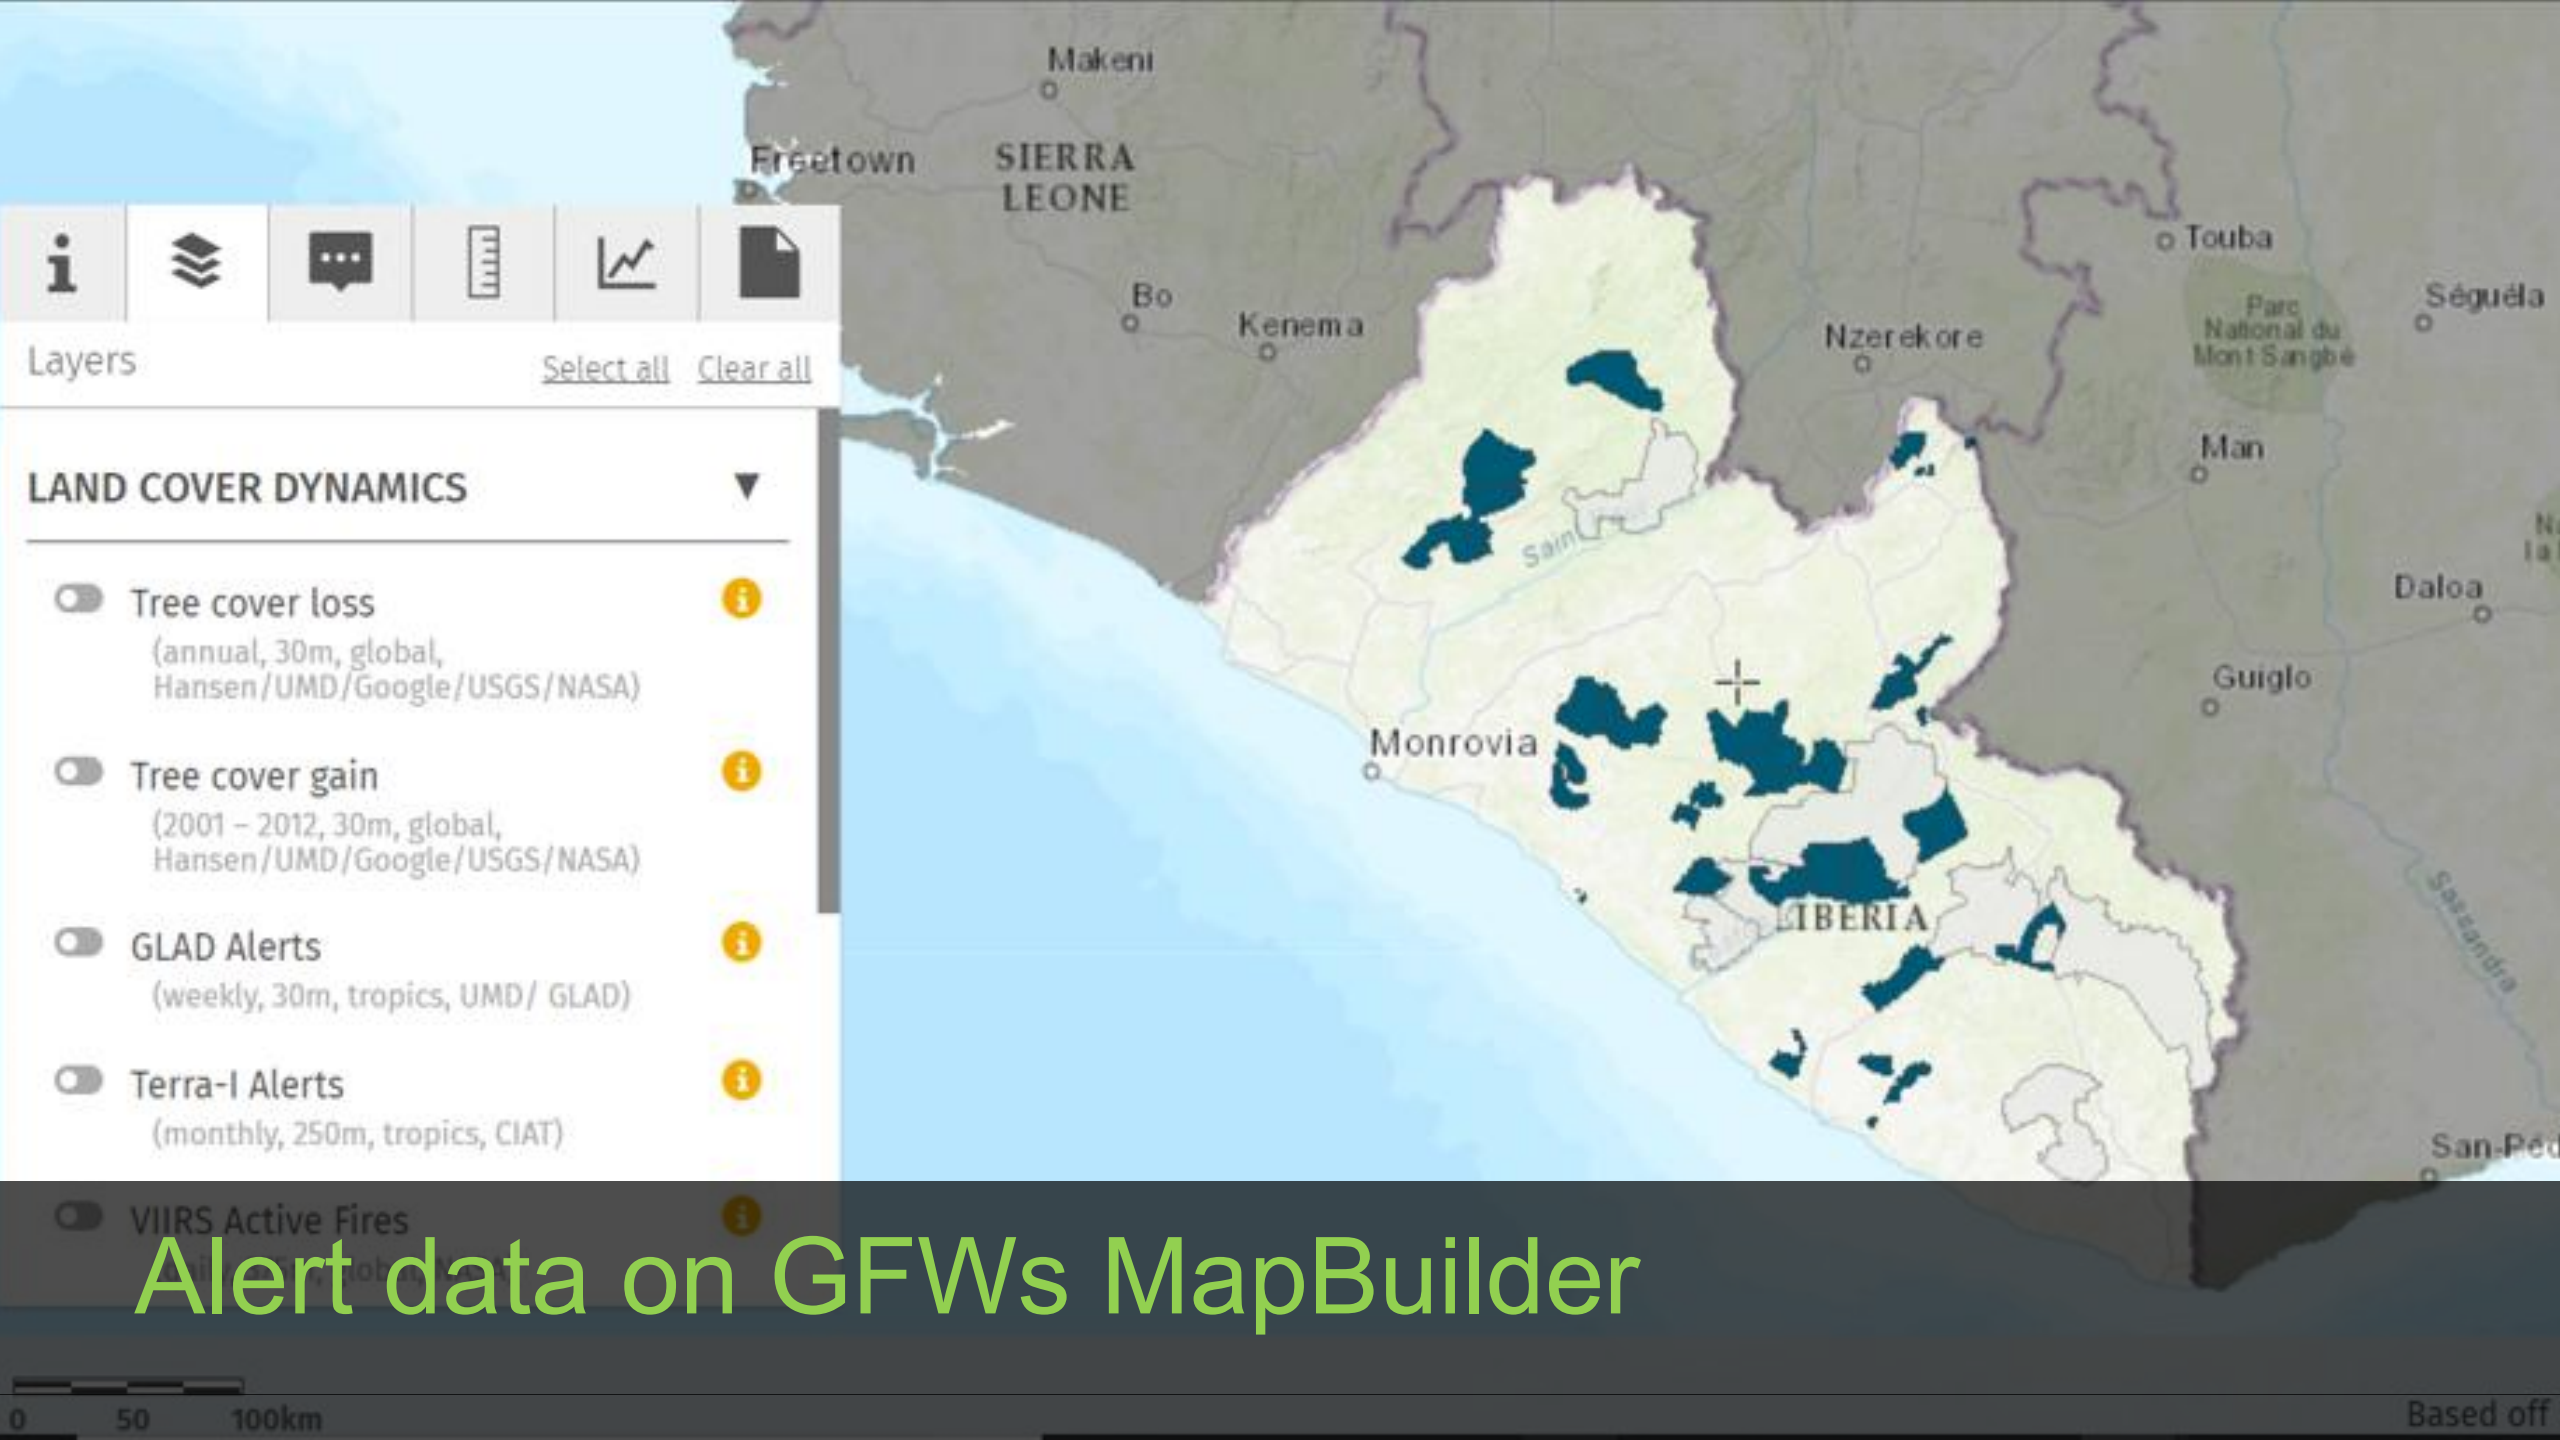 Makeni
Freetown
SIERRA
LEONE
Touba
Bo
Kenema
Nzerekore
Parc
National du
Mont Sangbé
Séguéla
Layers
Select all
Clear all
Man
LAND COVER DYNAMICS
Daloa
Tree cover loss
(annual, 30m, global,
Hansen/UMD/Google/USGS/NASA)
Guiglo
Monrovia
Tree cover gain
(2001 – 2012, 30m, global,
Hansen/UMD/Google/USGS/NASA)
LIBERIA
Sassandra
GLAD Alerts
(weekly, 30m, tropics, UMD/ GLAD)
Terra-I Alerts
(monthly, 250m, tropics, CIAT)
VIIRS Active Fires
Alert data on GFWs MapBuilder
0 50 100km
Based off